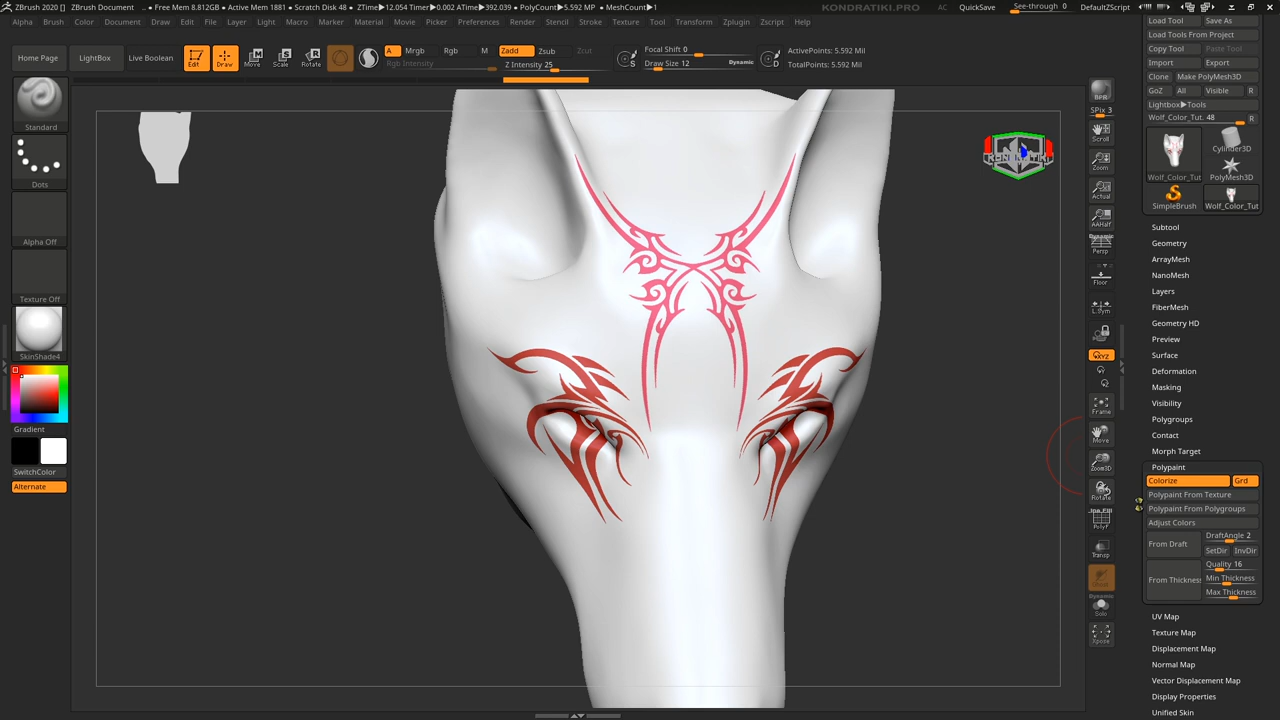 ZBrush 2020 [] ZBrush Document ... ● Free Mem 8.812GB ● Active Mem 1881 ● Scratch Disk 48 ● ZTime▶12.054 Timer▶0.002 ATime▶392.039 ● PolyCount▶5.592 MP ● MeshCount▶1 KONDRATIKI.PRO AC QuickSave See-through 0 DefaultZScript
Alpha Brush Color Document Draw Edit File Layer Light Macro Marker Material Movie Picker Preferences Render Stencil Stroke Texture Tool Transform Zplugin Zscript Help
Home Page LightBox Live Boolean Edit Draw Move Scale Rotate A Mrgb Rgb M Zadd Zsub Zcut
Rgb Intensity Z Intensity 25
S Focal Shift 0
Draw Size 12 Dynamic D
ActivePoints: 5.592 Mil
TotalPoints: 5.592 Mil
Standard
Dots
Alpha Off
Texture Off
SkinShade4
Gradient
SwitchColor
Alternate
BPR
SPix 3
Scroll
Zoom
Actual
AAHalf
Dynamic
Persp
Floor
L.Sym
XYZ
Frame
Move
Zoom3D
Rotate
PolyF
Transp
Dynamic
Solo
Xpose
Load Tool Save As
Load Tools From Project
Copy Tool Paste Tool
Import Export
Clone Make PolyMesh3D
GoZ All Visible R
Lightbox▶Tools
Wolf_Color_Tut. 48 R
Wolf_Color_Tut Cylinder3D
PolyMesh3D
SimpleBrush Wolf_Color_Tut
Subtool
Geometry
ArrayMesh
NanoMesh
Layers
FiberMesh
Geometry HD
Preview
Surface
Deformation
Masking
Visibility
Polygroups
Contact
Morph Target
Polypaint
Colorize Grd
Polypaint From Texture
Polypaint From Polygroups
Adjust Colors
From Draft DraftAngle 2
SetDir InvDir
From Thickness Quality 16
Min Thickness
Max Thickness
UV Map
Texture Map
Displacement Map
Normal Map
Vector Displacement Map
Display Properties
Unified Skin